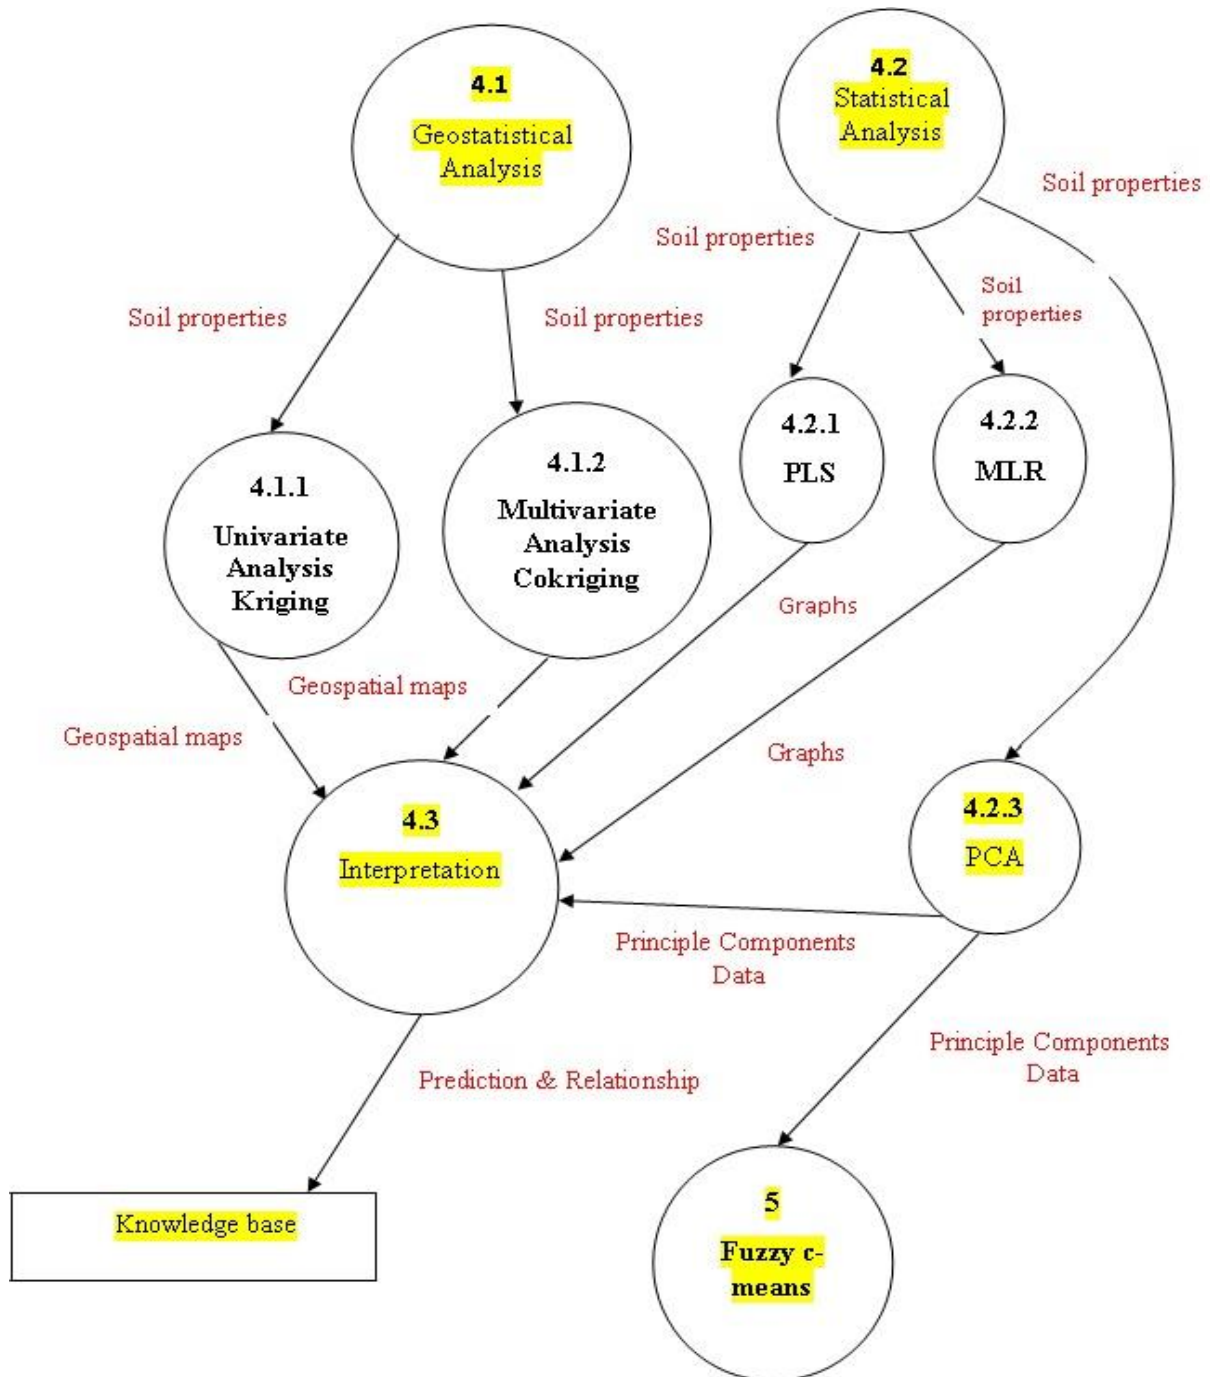 4.1
Geostatistical
Analysis
4.2
Statistical
Analysis
Soil properties
Soil properties
Soil
properties
Soil properties
Soil properties
4.1.1
Univariate
Analysis
Kriging
4.1.2
Multivariate
Analysis
Cokriging
4.2.1
PLS
4.2.2
MLR
Graphs
Geospatial maps
Geospatial maps
Graphs
4.3
Interpretation
4.2.3
PCA
Principle Components
Data
Principle Components
Data
Prediction & Relationship
Knowledge base
5
Fuzzy c-
means